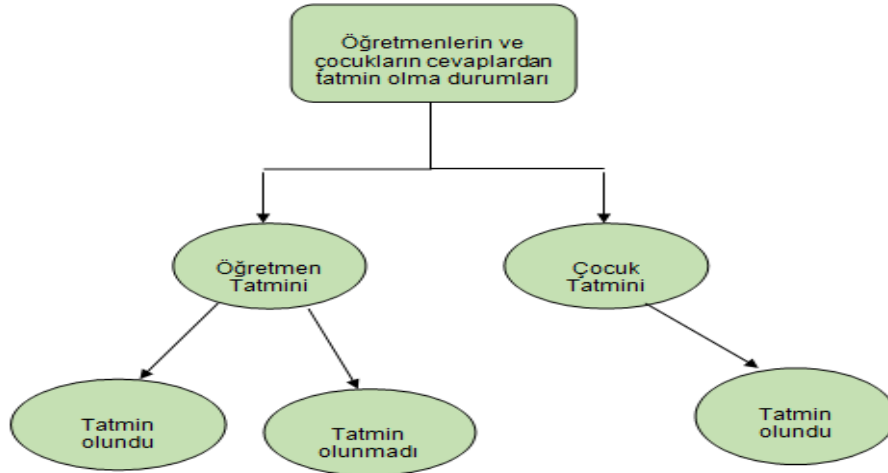 Öğretmenlerin ve
çocukların cevaplardan
tatmin olma durumları
Öğretmen
Tatmini
Çocuk
Tatmini
Tatmin
olundu
Tatmin
olunmadı
Tatmin
olundu